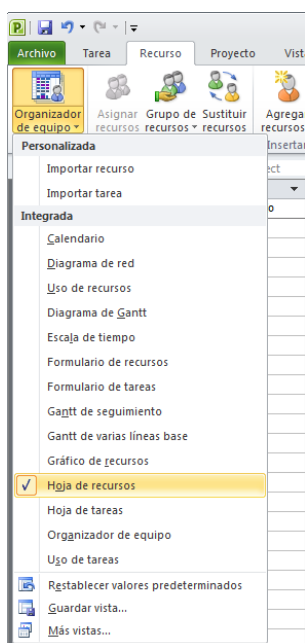 P
Archivo Tarea Recurso Proyecto Vist
Organizador de equipo
Asignar recursos
Grupo de recursos
Sustituir recursos
Agrega recursos
Insertar
ect
o
Personalizada
Importar recurso
Importar tarea
Integrada
Calendario
Diagrama de red
Uso de recursos
Diagrama de Gantt
Escala de tiempo
Formulario de recursos
Formulario de tareas
Gantt de seguimiento
Gantt de varias líneas base
Gráfico de recursos
Hoja de recursos
Hoja de tareas
Organizador de equipo
Uso de tareas
Restablecer valores predeterminados
Guardar vista...
Más vistas...